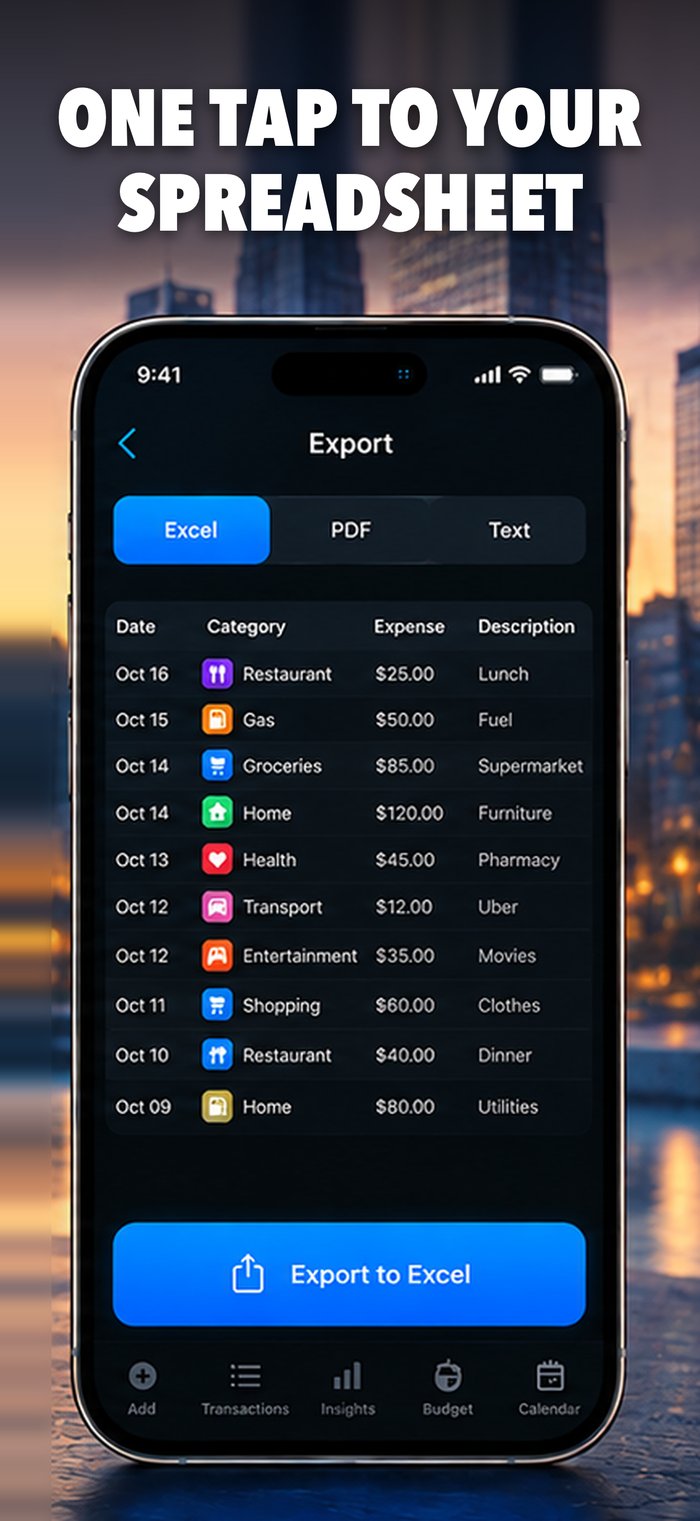 ONE TAP TO YOUR
SPREADSHEET
9:41
Export
Excel PDF Text
Date Category Expense Description
Oct 16 Restaurant $25.00 Lunch
Oct 15 Gas $50.00 Fuel
Oct 14 Groceries $85.00 Supermarket
Oct 14 Home $120.00 Furniture
Oct 13 Health $45.00 Pharmacy
Oct 12 Transport $12.00 Uber
Oct 12 Entertainment $35.00 Movies
Oct 11 Shopping $60.00 Clothes
Oct 10 Restaurant $40.00 Dinner
Oct 09 Home $80.00 Utilities
Export to Excel
Add Transactions Insights Budget Calendar